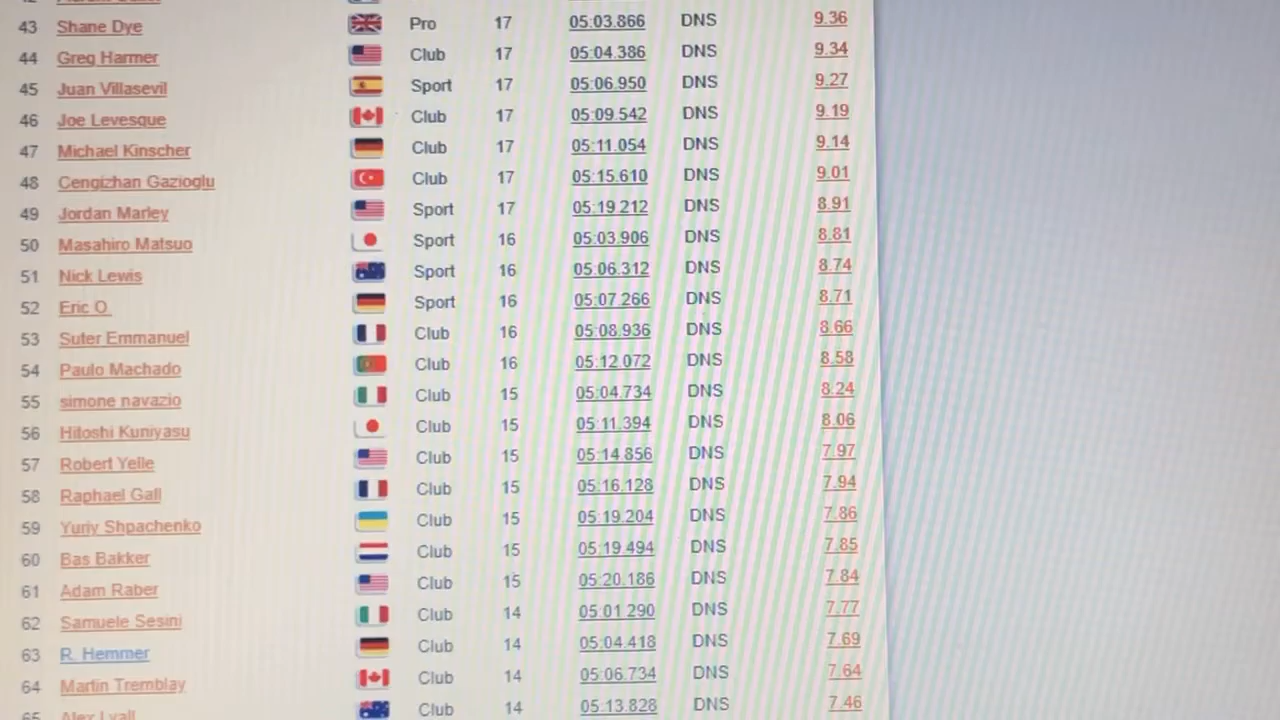 43 Shane Dye Pro 17 05:03.866 DNS 9.36
44 Greg Harmer Club 17 05:04.386 DNS 9.34
45 Juan Villasevil Sport 17 05:06.950 DNS 9.27
46 Joe Levesque Club 17 05:09.542 DNS 9.19
47 Michael Kinscher Club 17 05:11.054 DNS 9.14
48 Cengizhan Gazioglu Club 17 05:15.610 DNS 9.01
49 Jordan Marley Sport 17 05:19.212 DNS 8.91
50 Masahiro Matsuo Sport 16 05:03.906 DNS 8.81
51 Nick Lewis Sport 16 05:06.312 DNS 8.74
52 Eric O. Sport 16 05:07.266 DNS 8.71
53 Suter Emmanuel Club 16 05:08.936 DNS 8.66
54 Paulo Machado Club 16 05:12.072 DNS 8.58
55 simone navazio Club 15 05:04.734 DNS 8.24
56 Hitoshi Kuniyasu Club 15 05:11.394 DNS 8.06
57 Robert Yelle Club 15 05:14.856 DNS 7.97
58 Raphael Gall Club 15 05:16.128 DNS 7.94
59 Yuriy Shpachenko Club 15 05:19.204 DNS 7.86
60 Bas Bakker Club 15 05:19.494 DNS 7.85
61 Adam Raber Club 15 05:20.186 DNS 7.84
62 Samuele Sesini Club 14 05:01.290 DNS 7.77
63 R. Hemmer Club 14 05:04.418 DNS 7.69
64 Martin Tremblay Club 14 05:06.734 DNS 7.64
65 Alex Lyall Club 14 05:13.828 DNS 7.46